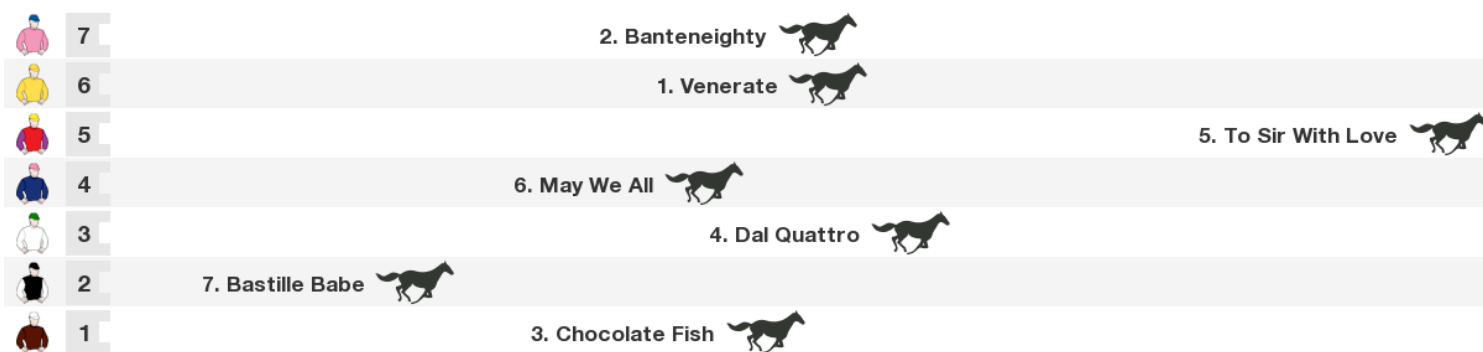 7 2. Banteneighty
6 1. Venerate
5 5. To Sir With Love
4 6. May We All
3 4. Dal Quattro
2 7. Bastille Babe
1 3. Chocolate Fish